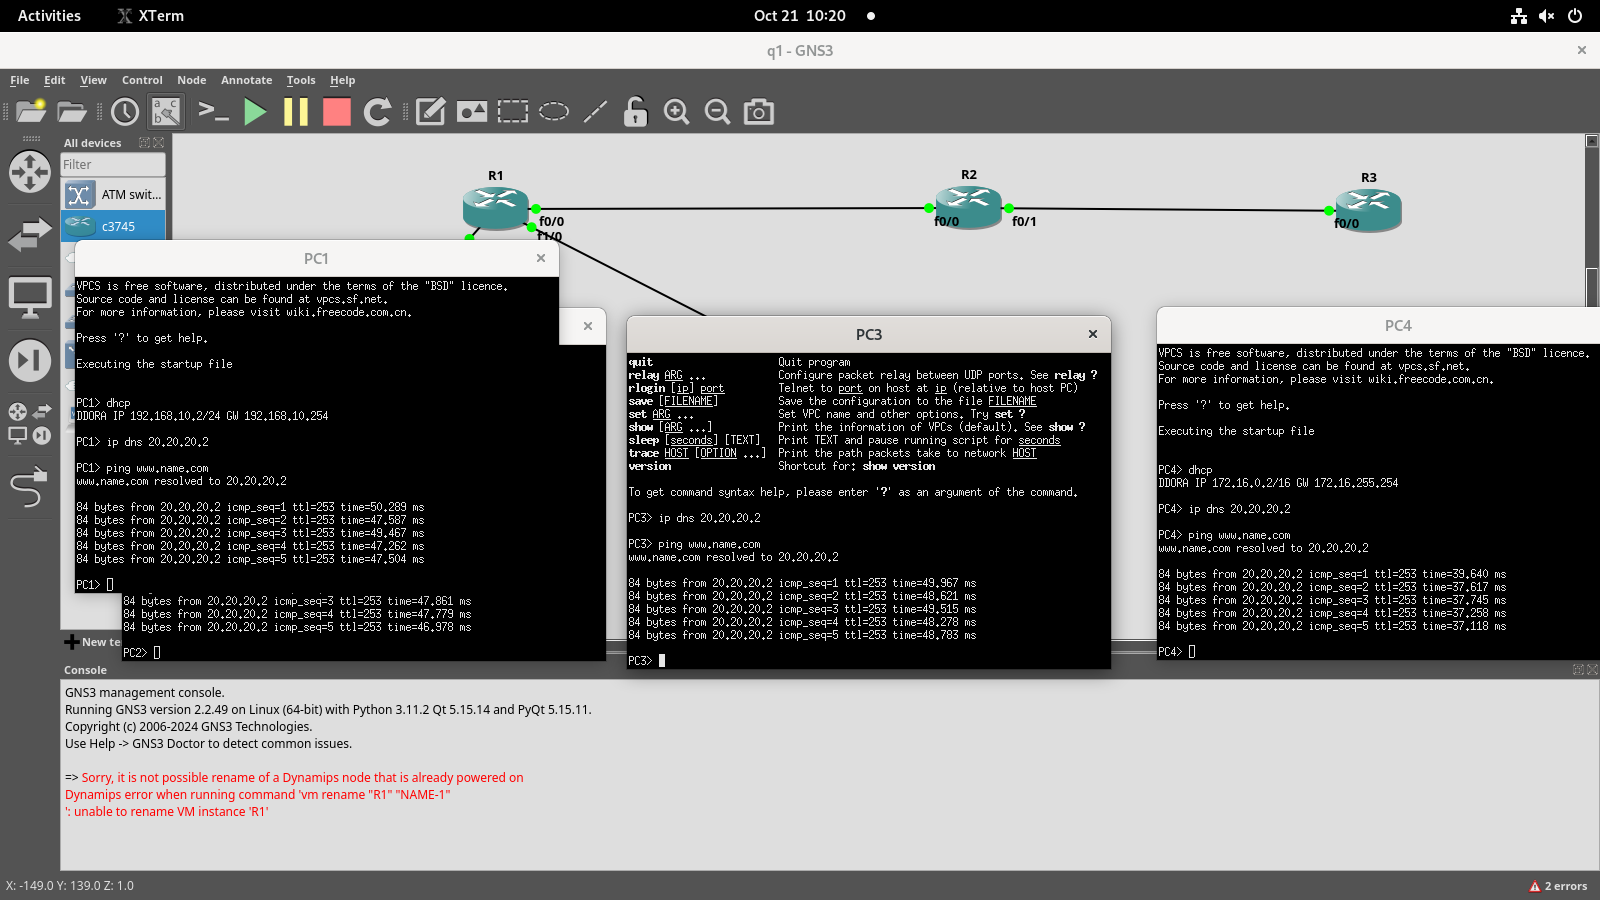 Activities
XTerm
Oct 21 10:20
q1 - GNS3
File Edit View Control Node Annotate Tools Help
All devices
Filter
ATM swit...
c3745
R1
R2
R3
f0/0
f1/0
f0/0
f0/1
f0/0
PC1
VPCS is free software, distributed under the terms of the "BSD" licence.
Source code and license can be found at vpcs.sf.net.
For more information, please visit wiki.freecode.com.cn.
Press '?' to get help.
Executing the startup file
PC1> dhcp
DDORA IP 192.168.10.2/24 GW 192.168.10.254
PC1> ip dns 20.20.20.2
PC1> ping www.name.com
www.name.com resolved to 20.20.20.2
84 bytes from 20.20.20.2 icmp_seq=1 ttl=253 time=50.289 ms
84 bytes from 20.20.20.2 icmp_seq=2 ttl=253 time=47.587 ms
84 bytes from 20.20.20.2 icmp_seq=3 ttl=253 time=49.467 ms
84 bytes from 20.20.20.2 icmp_seq=4 ttl=253 time=47.262 ms
84 bytes from 20.20.20.2 icmp_seq=5 ttl=253 time=47.504 ms
PC1>
84 bytes from 20.20.20.2 icmp_seq=3 ttl=253 time=47.861 ms
84 bytes from 20.20.20.2 icmp_seq=4 ttl=253 time=47.779 ms
84 bytes from 20.20.20.2 icmp_seq=5 ttl=253 time=46.978 ms
PC2>
PC3
quit Quit program
relay ARG ... Configure packet relay between UDP ports. See relay ?
rlogin [ip] port Telnet to port on host at ip (relative to host PC)
save [FILENAME] Save the configuration to the file FILENAME
set ARG ... Set VPC name and other options. Try set ?
show [ARG ...] Print the information of VPCs (default). See show ?
sleep [seconds] [TEXT] Print TEXT and pause running script for seconds
trace HOST [OPTION ...] Print the path packets take to network HOST
version Shortcut for: show version
To get command syntax help, please enter '?' as an argument of the command.
PC3> ip dns 20.20.20.2
PC3> ping www.name.com
www.name.com resolved to 20.20.20.2
84 bytes from 20.20.20.2 icmp_seq=1 ttl=253 time=49.967 ms
84 bytes from 20.20.20.2 icmp_seq=2 ttl=253 time=48.621 ms
84 bytes from 20.20.20.2 icmp_seq=3 ttl=253 time=49.515 ms
84 bytes from 20.20.20.2 icmp_seq=4 ttl=253 time=48.278 ms
84 bytes from 20.20.20.2 icmp_seq=5 ttl=253 time=48.783 ms
PC3>
PC4
VPCS is free software, distributed under the terms of the "BSD" licence.
Source code and license can be found at vpcs.sf.net.
For more information, please visit wiki.freecode.com.cn.
Press '?' to get help.
Executing the startup file
PC4> dhcp
DDORA IP 172.16.0.2/16 GW 172.16.255.254
PC4> ip dns 20.20.20.2
PC4> ping www.name.com
www.name.com resolved to 20.20.20.2
84 bytes from 20.20.20.2 icmp_seq=1 ttl=253 time=39.640 ms
84 bytes from 20.20.20.2 icmp_seq=2 ttl=253 time=37.617 ms
84 bytes from 20.20.20.2 icmp_seq=3 ttl=253 time=37.745 ms
84 bytes from 20.20.20.2 icmp_seq=4 ttl=253 time=37.258 ms
84 bytes from 20.20.20.2 icmp_seq=5 ttl=253 time=37.118 ms
PC4>
New te
Console
GNS3 management console.
Running GNS3 version 2.2.49 on Linux (64-bit) with Python 3.11.2 Qt 5.15.14 and PyQt 5.15.11.
Copyright (c) 2006-2024 GNS3 Technologies.
Use Help -> GNS3 Doctor to detect common issues.
=> Sorry, it is not possible rename of a Dynamips node that is already powered on
Dynamips error when running command 'vm rename "R1" "NAME-1"
': unable to rename VM instance 'R1'
X: -149.0 Y: 139.0 Z: 1.0
2 errors